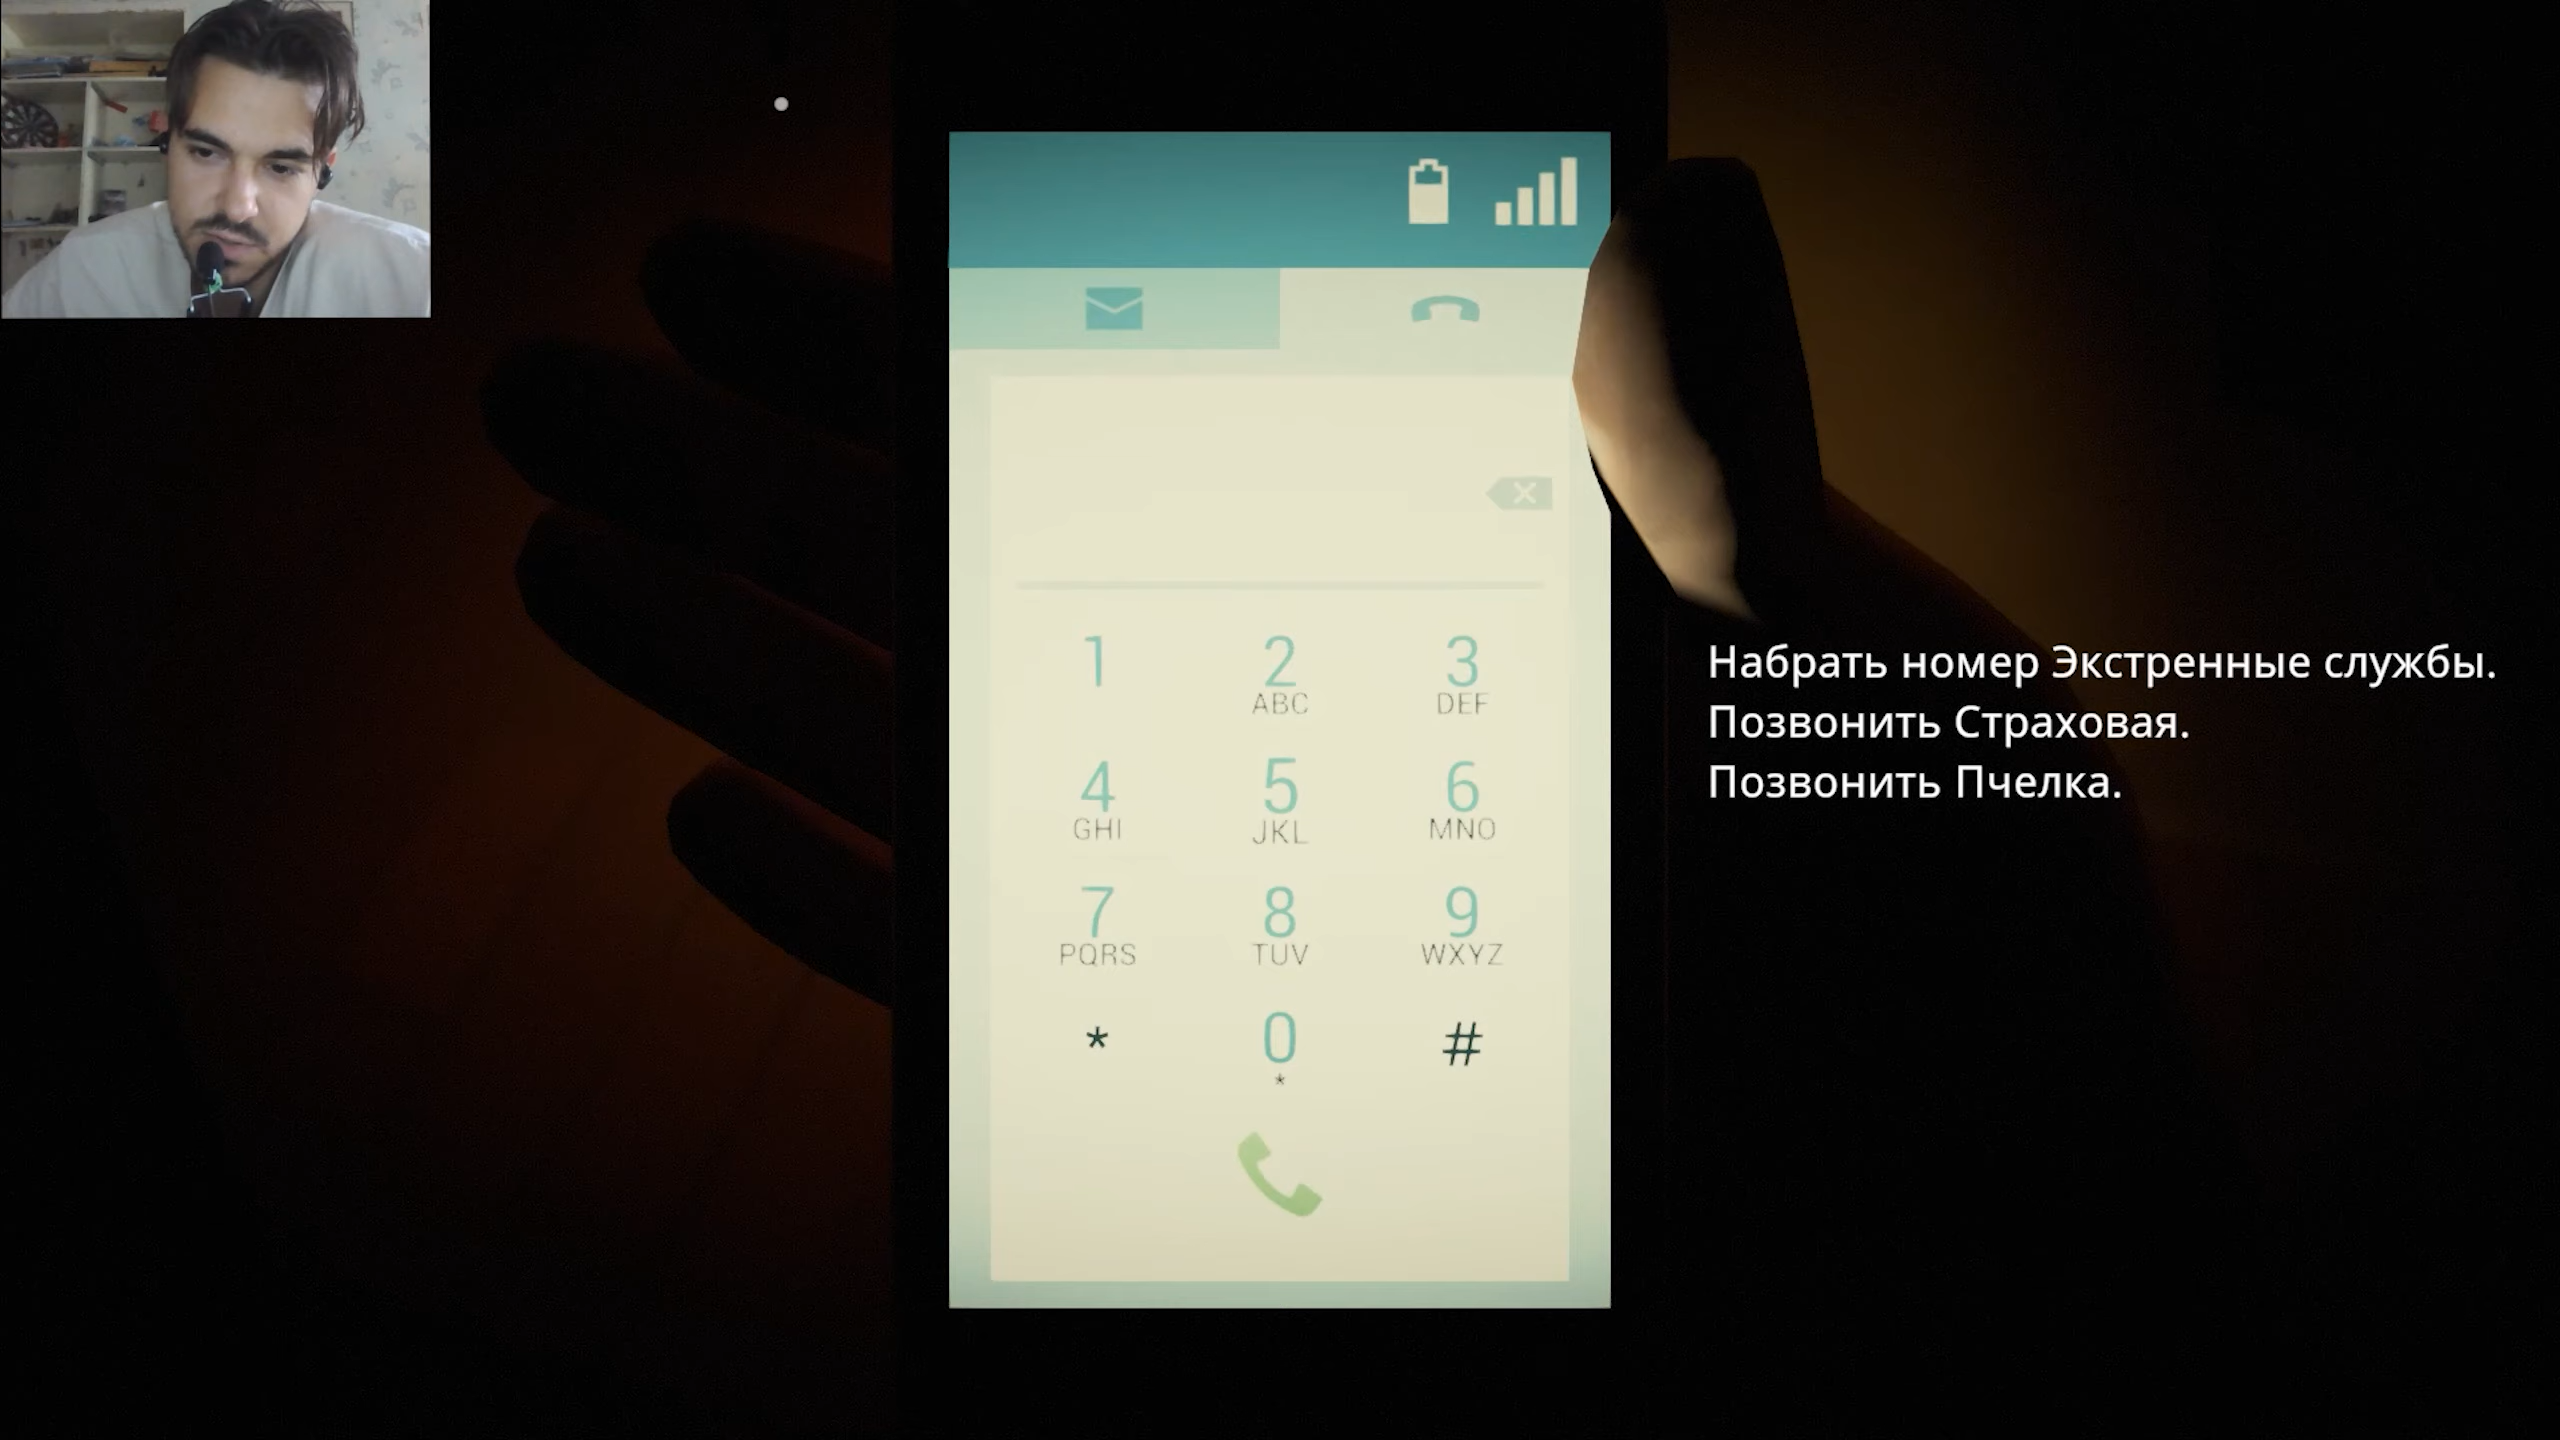 1 2 3
ABC DEF
4 5 6
GHI JKL MNO
7 8 9
PQRS TUV WXYZ
* 0 #
*
Набрать номер Экстренные службы.
Позвонить Страховая.
Позвонить Пчелка.